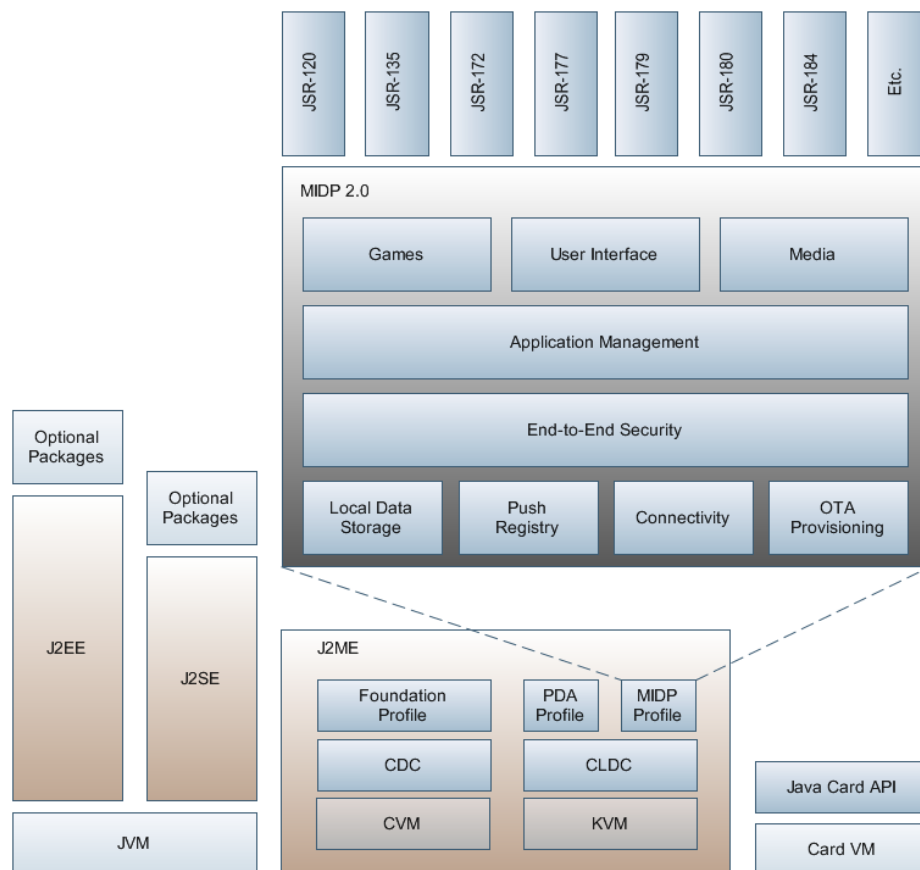 JSR-120
JSR-135
JSR-172
JSR-177
JSR-179
JSR-180
JSR-184
Etc.
MIDP 2.0
Games
User Interface
Media
Application Management
End-to-End Security
Local Data
Storage
Push
Registry
Connectivity
OTA
Provisioning
Optional
Packages
Optional
Packages
J2EE
J2SE
JVM
J2ME
Foundation
Profile
PDA
Profile
MIDP
Profile
CDC
CLDC
CVM
KVM
Java Card API
Card VM